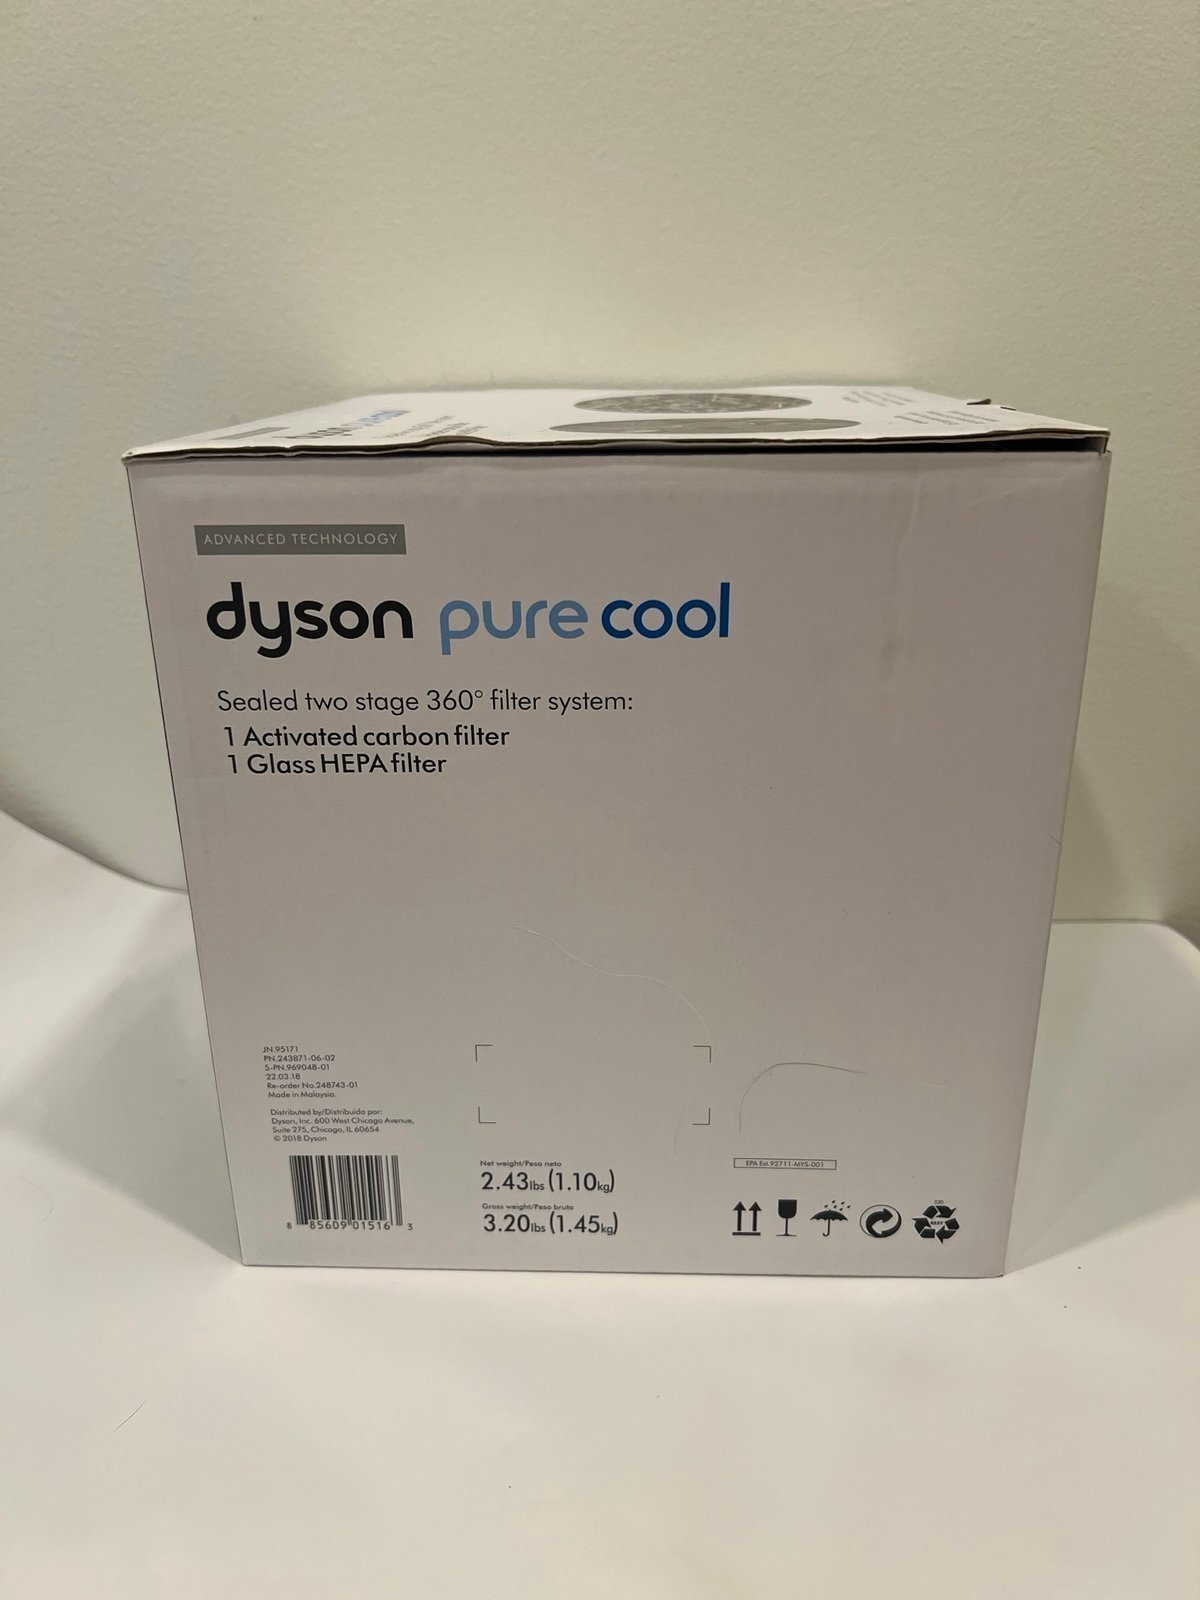 dyson pure cool
ADVANCED TECHNOLOGY
dyson pure cool
Sealed two stage 360° filter system:
1 Activated carbon filter
1 Glass HEPA filter
JN.95171
PN.243871-06-02
S-PN.969048-01
22.03.18
Re-order No.248743-01
Made in Malaysia.
Distributed by/Distribuido por:
Dyson, Inc. 600 West Chicago Avenue,
Suite 275, Chicago, IL 60654
© 2018 Dyson
8 85609 01516 3
Net weight/Peso neto
2.43lbs (1.10kg)
Gross weight/Peso bruto
3.20lbs (1.45kg)
EPA Est.92711-MYS-001